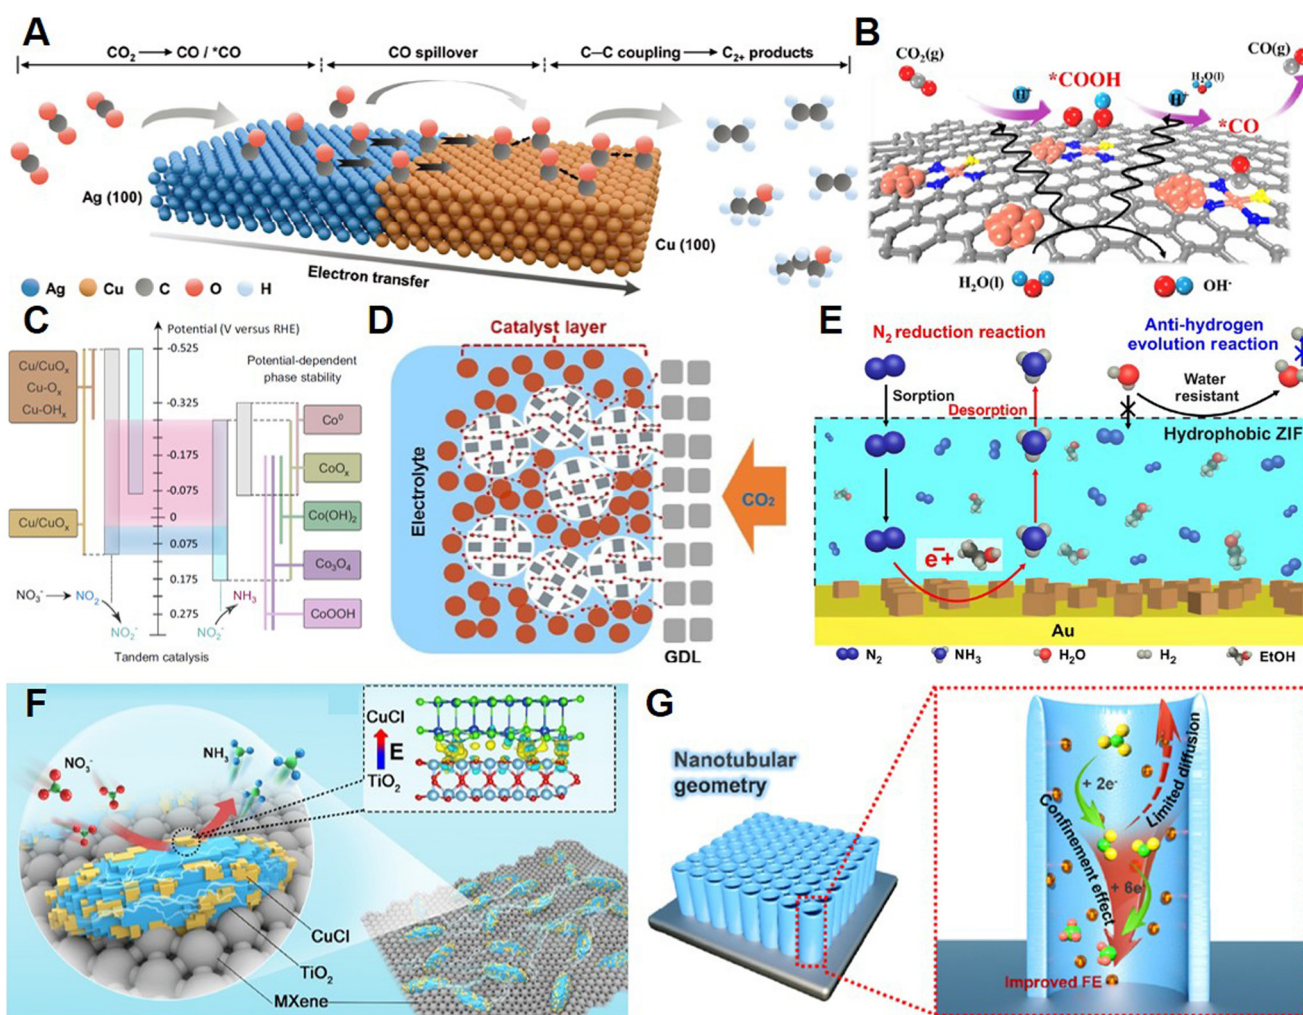 A
CO₂ → CO / *CO
CO spillover
C–C coupling → C₂₊ products
Ag (100)
Cu (100)
Electron transfer
Ag Cu C O H
B
CO₂(g)
H⁺
*COOH
H⁺
H₂O(l)
CO(g)
*CO
H₂O(l)
OH⁻
C
Potential (V versus RHE)
-0.525
-0.325
-0.175
-0.075
0
0.075
0.175
0.275
Cu/CuOₓ
Cu-Oₓ
Cu-OHₓ
Cu/CuOₓ
Potential-dependent
phase stability
Co⁰
CoOₓ
Co(OH)₂
Co₃O₄
CoOOH
NO₃⁻ → NO₂
NO₂⁻
NH₃
NO₂⁻
Tandem catalysis
D
Catalyst layer
Electrolyte
CO₂
GDL
E
N₂ reduction reaction
Anti-hydrogen
evolution reaction
Sorption
Desorption
Water
resistant
Hydrophobic ZIF
e⁻+
Au
N₂ NH₃ H₂O H₂ EtOH
F
NO₃⁻
NH₃
CuCl
E
TiO₂
CuCl
TiO₂
MXene
G
Nanotubular
geometry
+ 2e⁻
Limited diffusion
Confinement effect
+ 6e⁻
Improved FE